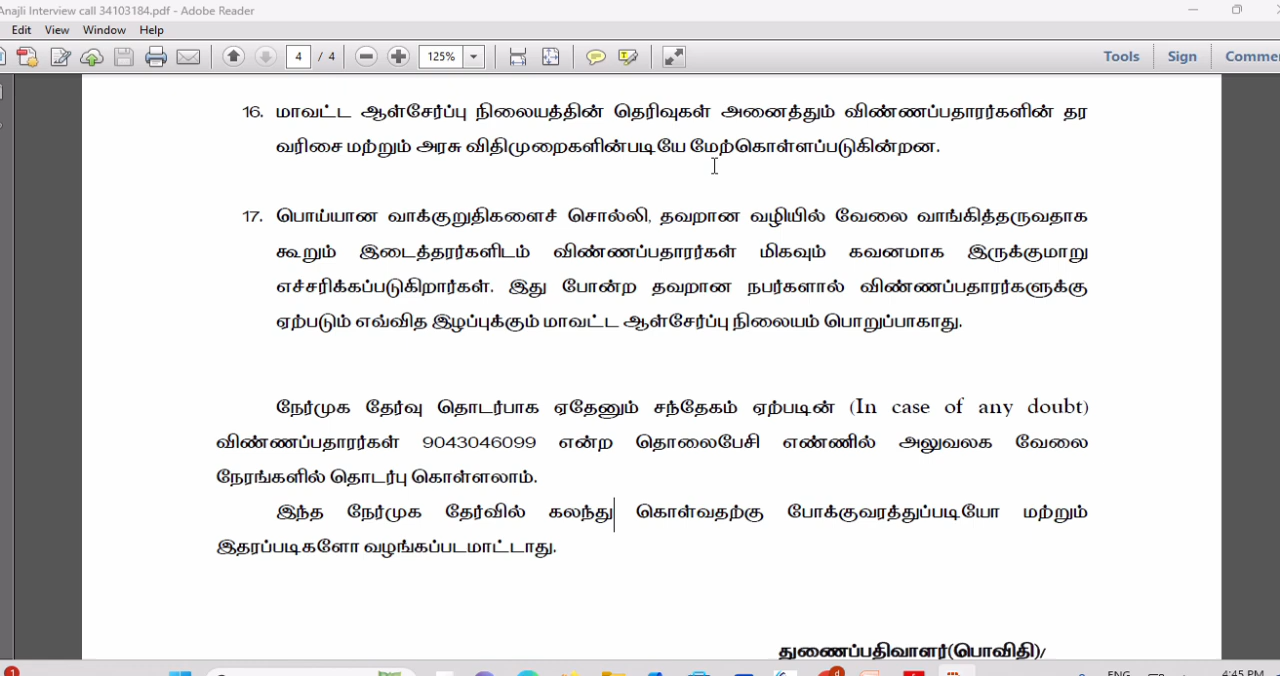 Anajli Interview call 34103184.pdf - Adobe Reader
Edit View Window Help
4 / 4 125% Tools Sign Comme
16. மாவட்ட ஆள்சேர்ப்பு நிலையத்தின் தெரிவுகள் அனைத்தும் விண்ணப்பதாரர்களின் தர
வரிசை மற்றும் அரசு விதிமுறைகளின்படியே மேற்கொள்ளப்படுகின்றன.
17. பொய்யான வாக்குறுதிகளைச் சொல்லி, தவறான வழியில் வேலை வாங்கித்தருவதாக
கூறும் இடைத்தரர்களிடம் விண்ணப்பதாரர்கள் மிகவும் கவனமாக இருக்குமாறு
எச்சரிக்கப்படுகிறார்கள். இது போன்ற தவறான நபர்களால் விண்ணப்பதாரர்களுக்கு
ஏற்படும் எவ்வித இழப்புக்கும் மாவட்ட ஆள்சேர்ப்பு நிலையம் பொறுப்பாகாது.
நேர்முக தேர்வு தொடர்பாக ஏதேனும் சந்தேகம் ஏற்படின் (In case of any doubt)
விண்ணப்பதாரர்கள் 9043046099 என்ற தொலைபேசி எண்ணில் அலுவலக வேலை
நேரங்களில் தொடர்பு கொள்ளலாம்.
இந்த நேர்முக தேர்வில் கலந்து கொள்வதற்கு போக்குவரத்துப்படியோ மற்றும்
இதரப்படிகளோ வழங்கப்படமாட்டாது.
துணைப்பதிவாளர்(பொவிதி)/
ENG 4:45 PM